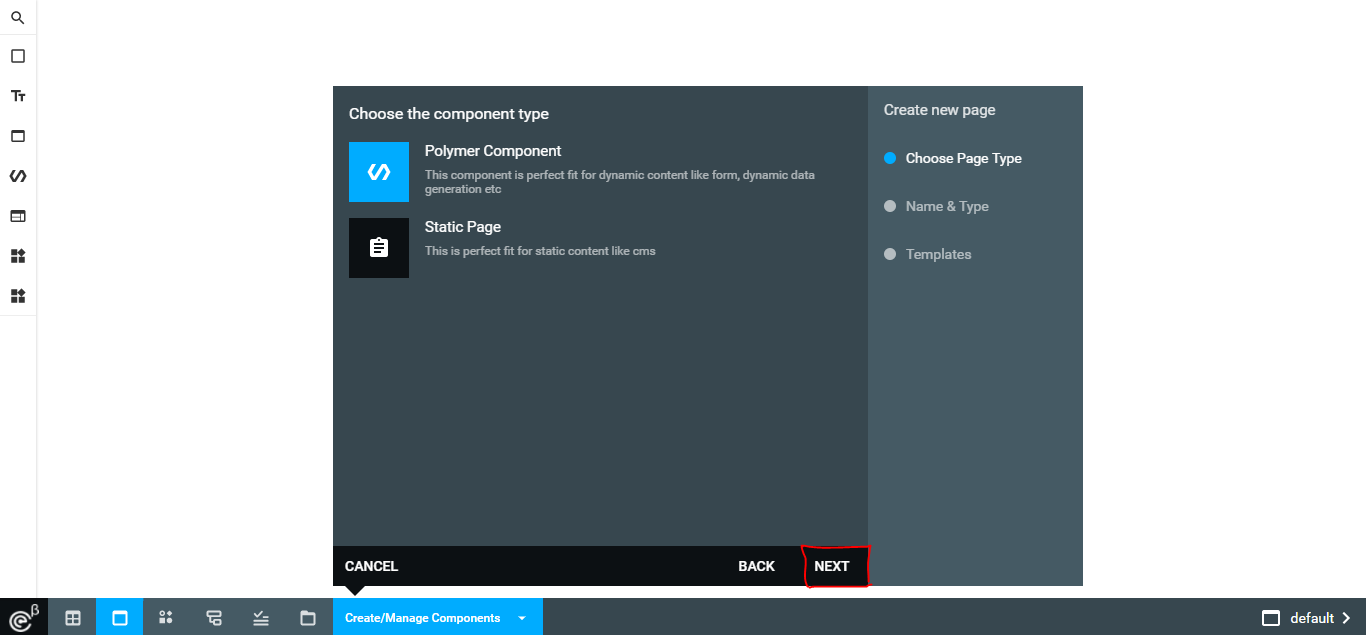 Choose the component type
Polymer Component
This component is perfect fit for dynamic content like form, dynamic data
generation etc
Static Page
This is perfect fit for static content like cms
Create new page
Choose Page Type
Name & Type
Templates
CANCEL
BACK
NEXT
Tт
β
Create/Manage Components
default